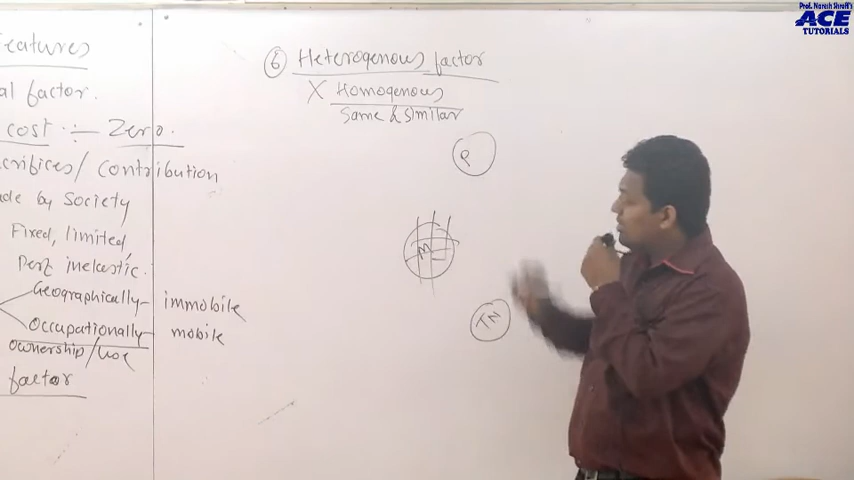 Prof. Naresh Shroff's
ACE
TUTORIALS
Features
al factor.
cost ÷ Zero.
crifices/ Contribution
ade by Society
Fixed, limited,
Perf inelastic.
Geographically - immobile
Occupationally - mobile
Ownership/Use
factor
⑥ Heterogenous factor
X Homogenous
Same & similar
P
M
TN